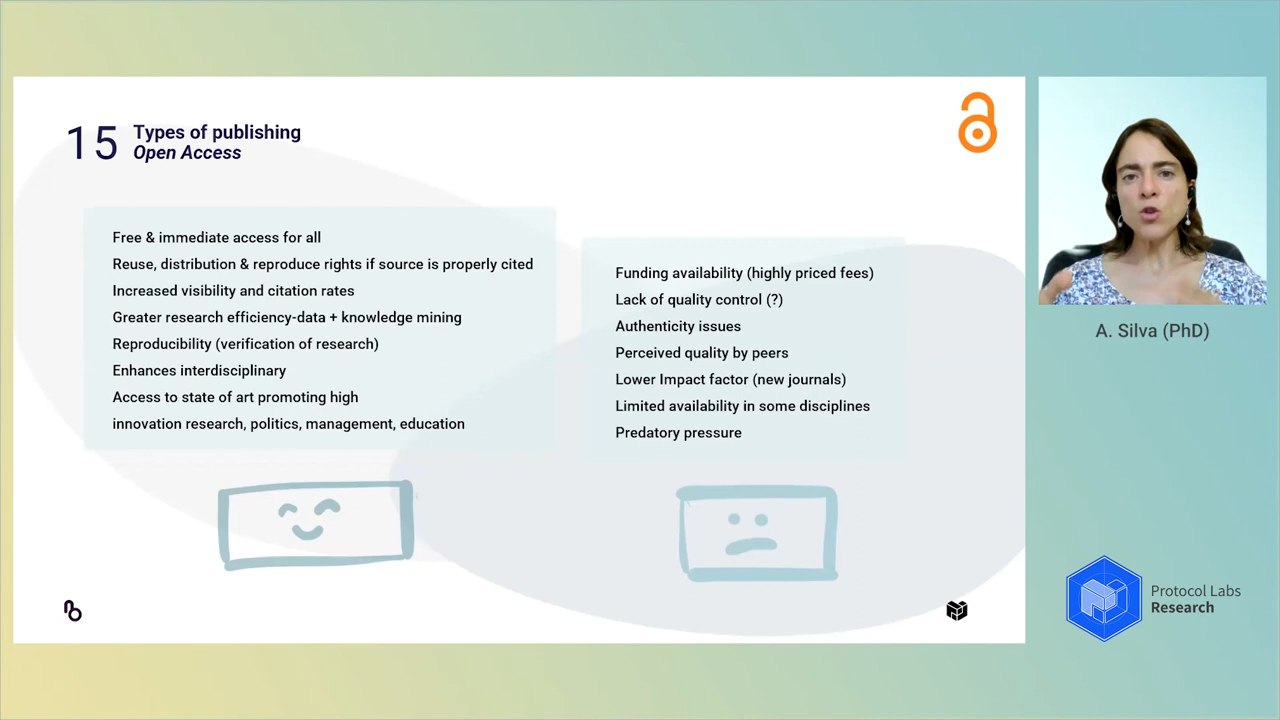 15
Types of publishing
Open Access
Free & immediate access for all
Reuse, distribution & reproduce rights if source is properly cited
Increased visibility and citation rates
Greater research efficiency-data + knowledge mining
Reproducibility (verification of research)
Enhances interdisciplinary
Access to state of art promoting high
innovation research, politics, management, education
Funding availability (highly priced fees)
Lack of quality control (?)
Authenticity issues
Perceived quality by peers
Lower Impact factor (new journals)
Limited availability in some disciplines
Predatory pressure
A. Silva (PhD)
Protocol Labs
Research